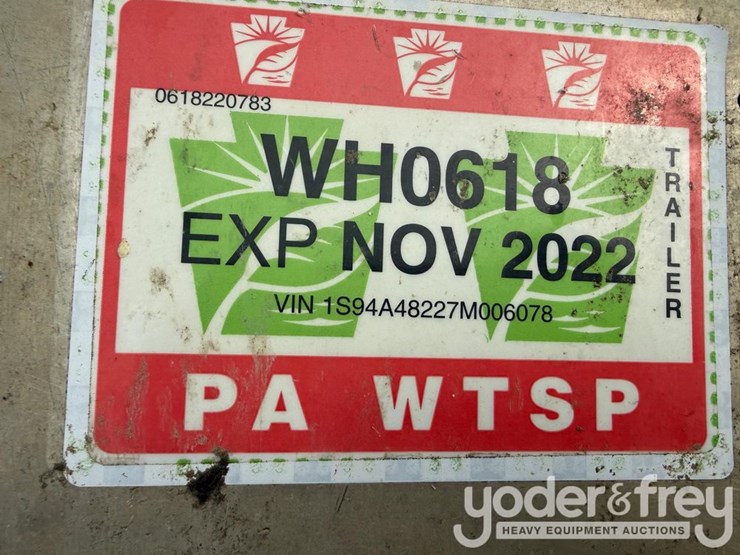 0618220783
WH0618
EXP NOV 2022
VIN 1S94A48227M006078
TRAILER
PA WTSP
yoder&frey
HEAVY EQUIPMENT AUCTIONS